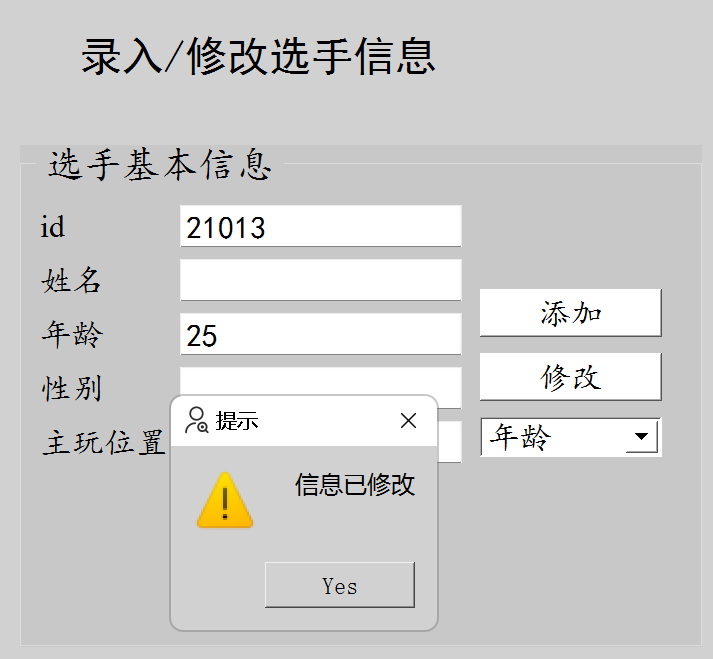 录入/修改选手信息
选手基本信息
id
21013
姓名
年龄
25
性别
主玩位置
添加
修改
年龄
提示
信息已修改
Yes